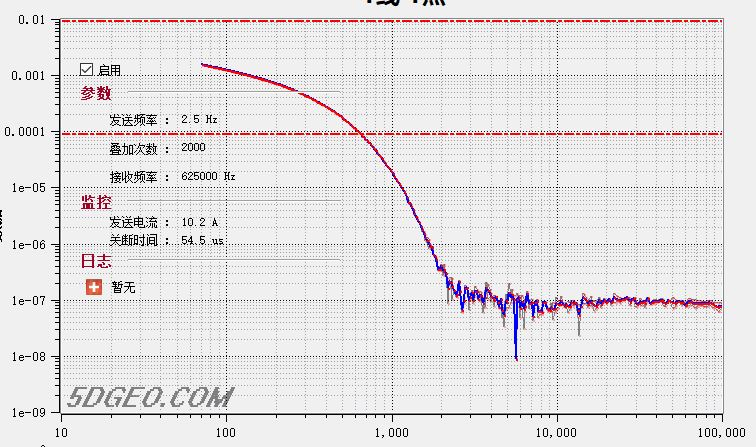 0.01
0.001
0.0001
1e-05
1e-06
1e-07
1e-08
1e-09
启用
参数
发送频率 : 2.5 Hz
叠加次数 : 2000
接收频率 : 625000 Hz
监控
发送电流 : 10.2 A
关断时间 : 54.5 us
日志
暂无
5DGEO.COM
10 100 1,000 10,000 100,000